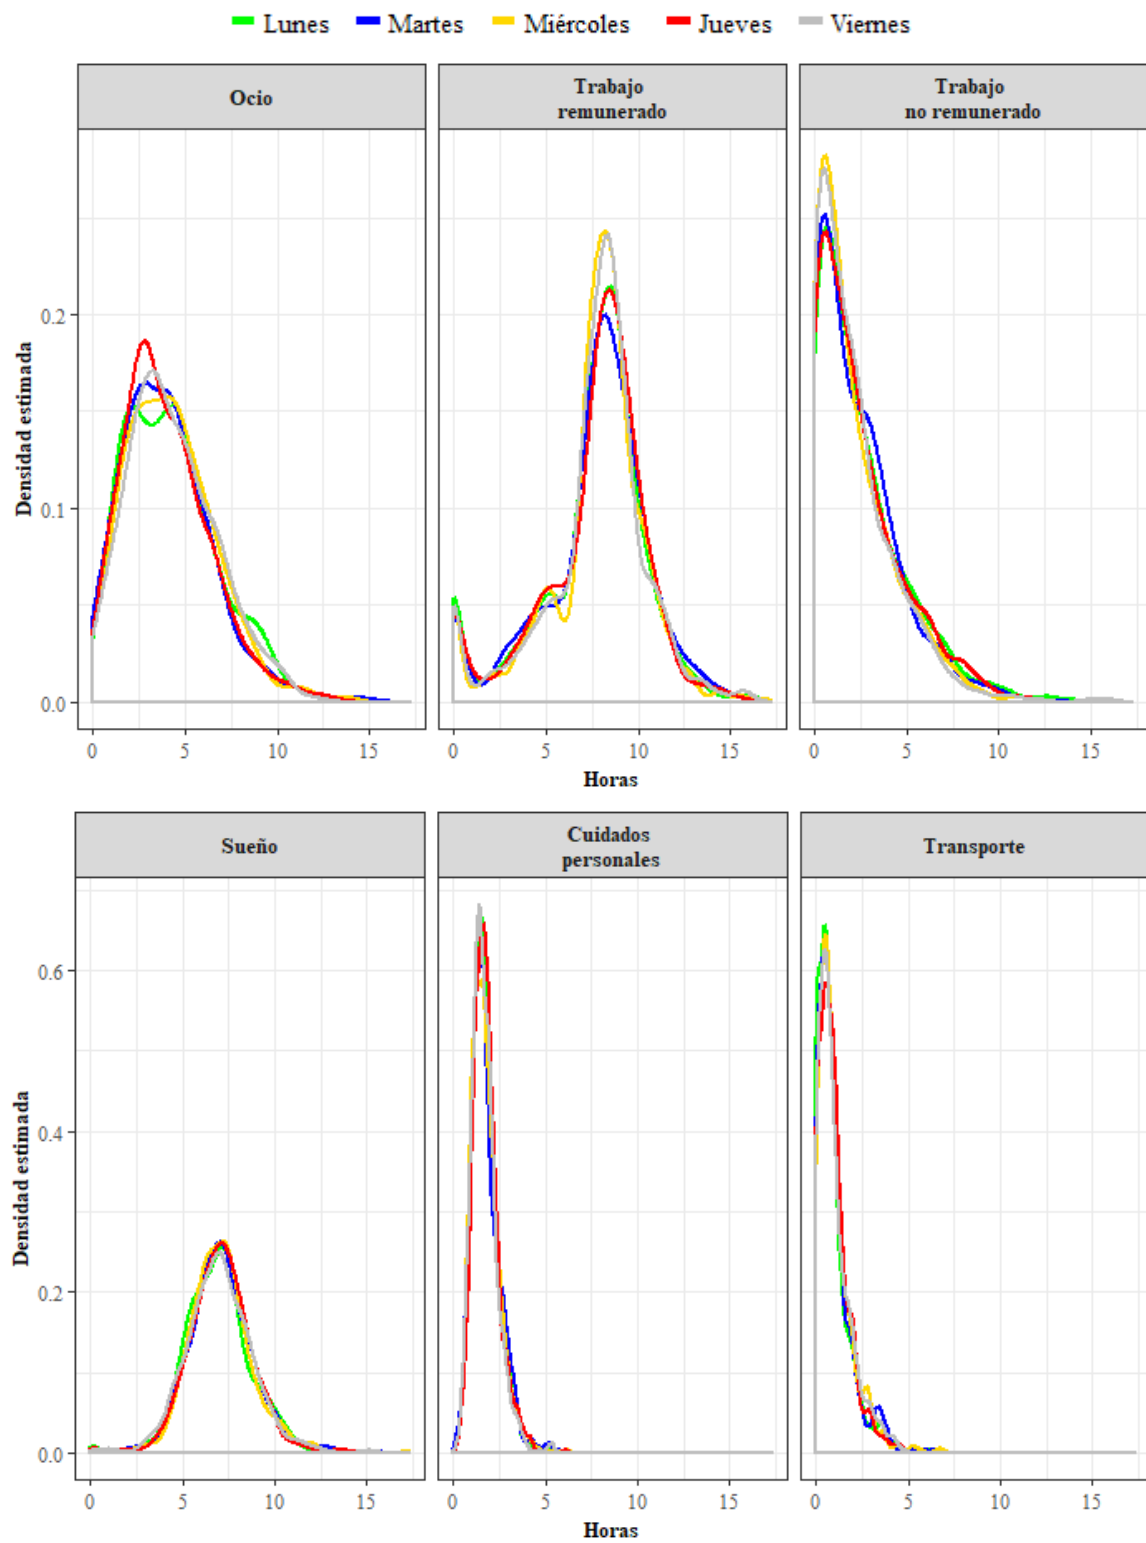 Lunes Martes Miércoles Jueves Viernes
Ocio
Trabajo
remunerado
Trabajo
no remunerado
Densidad estimada
0.2
0.1
0.0
0 5 10 15
0 5 10 15
0 5 10 15
Horas
Sueño
Cuidados
personales
Transporte
Densidad estimada
0.6
0.4
0.2
0.0
0 5 10 15
0 5 10 15
0 5 10 15
Horas